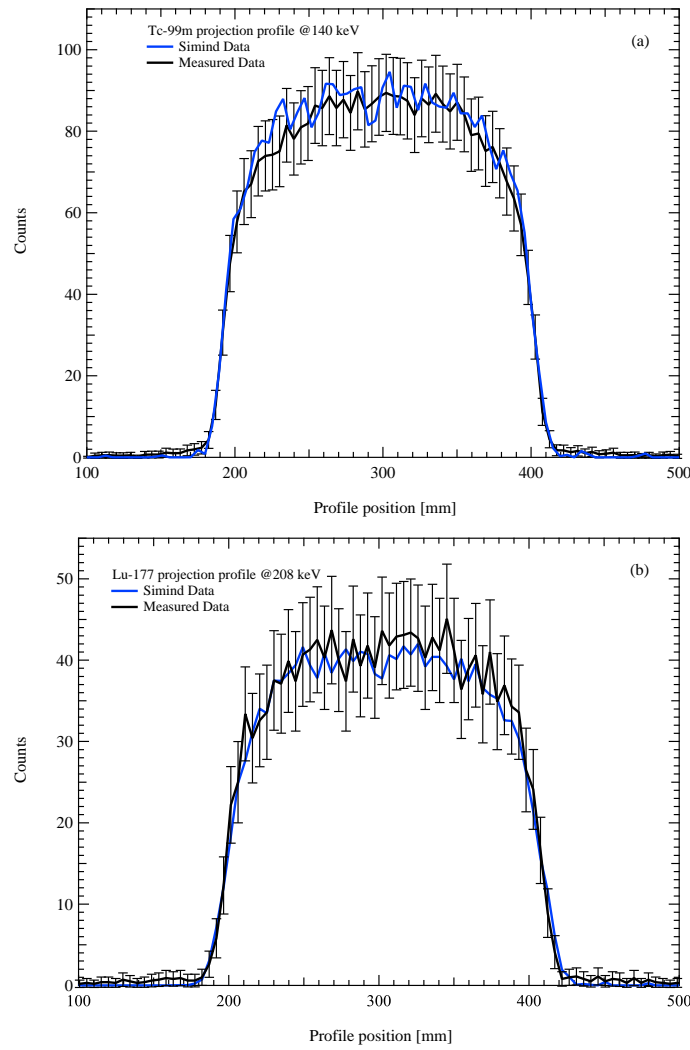 Tc-99m projection profile @140 keV
(a)
Simind Data
Measured Data
100
80
60
40
20
0
Counts
100
200
300
400
500
Profile position [mm]
Lu-177 projection profile @208 keV
(b)
Simind Data
Measured Data
50
40
30
20
10
0
Counts
100
200
300
400
500
Profile position [mm]